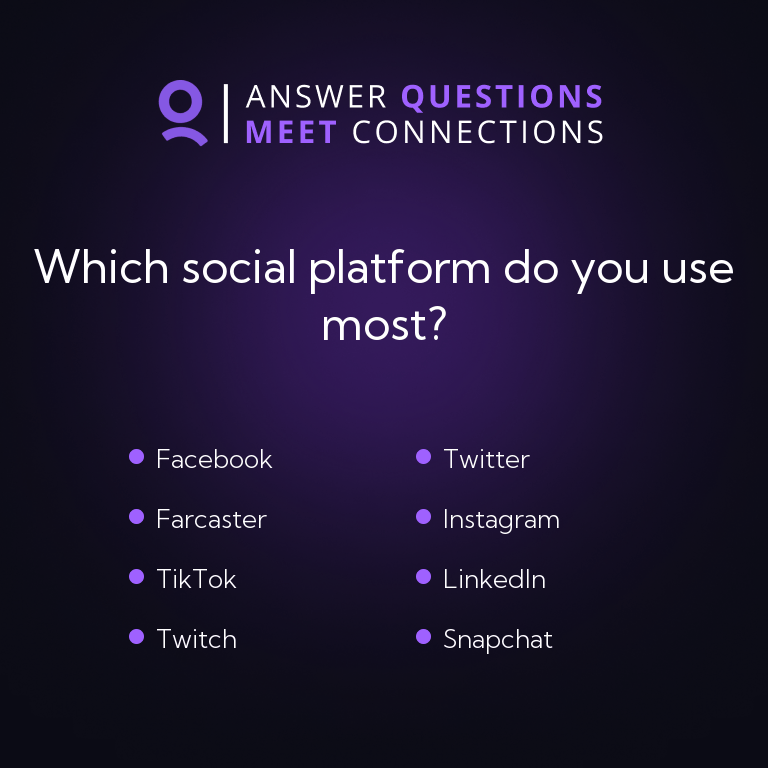 ANSWER QUESTIONS
MEET CONNECTIONS
Which social platform do you use
most?
Facebook
Twitter
Farcaster
Instagram
TikTok
LinkedIn
Twitch
Snapchat